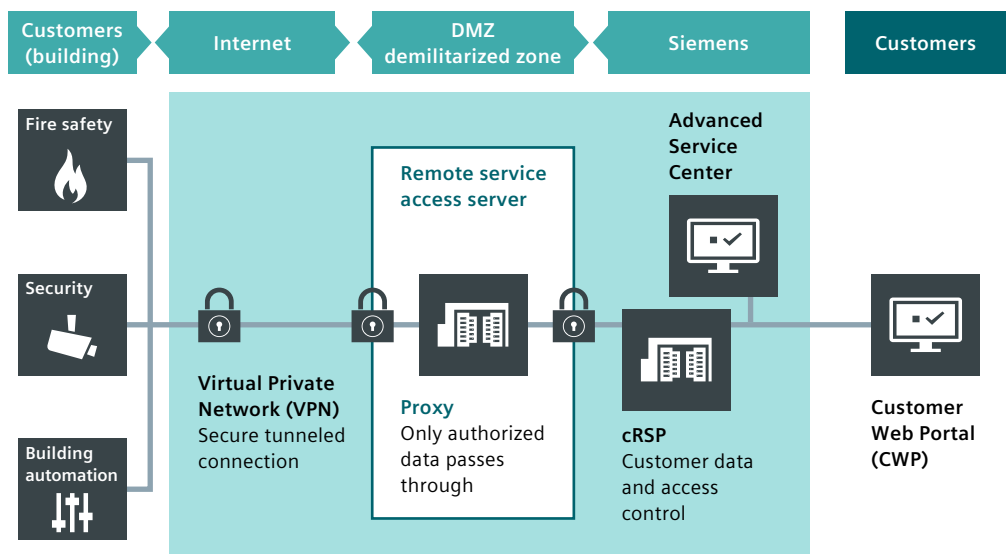 Customers
(building)
Internet
DMZ
demilitarized zone
Siemens
Customers
Fire safety
Security
Building
automation
Virtual Private
Network (VPN)
Secure tunneled
connection
Remote service
access server
Proxy
Only authorized
data passes
through
Advanced
Service
Center
cRSP
Customer data
and access
control
Customer
Web Portal
(CWP)